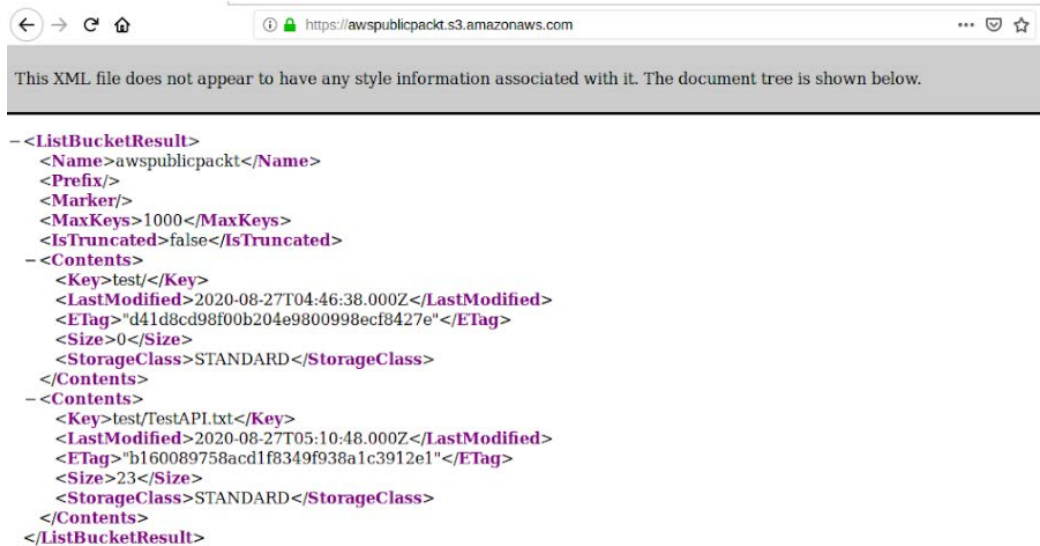 https://awspublicpackt.s3.amazonaws.com
This XML file does not appear to have any style information associated with it. The document tree is shown below.
−<ListBucketResult>
<Name>awspublicpackt</Name>
<Prefix/>
<Marker/>
<MaxKeys>1000</MaxKeys>
<IsTruncated>false</IsTruncated>
−<Contents>
<Key>test/</Key>
<LastModified>2020-08-27T04:46:38.000Z</LastModified>
<ETag>"d41d8cd98f00b204e9800998ecf8427e"</ETag>
<Size>0</Size>
<StorageClass>STANDARD</StorageClass>
</Contents>
−<Contents>
<Key>test/TestAPI.txt</Key>
<LastModified>2020-08-27T05:10:48.000Z</LastModified>
<ETag>"b160089758acd1f8349f938a1c3912e1"</ETag>
<Size>23</Size>
<StorageClass>STANDARD</StorageClass>
</Contents>
</ListBucketResult>